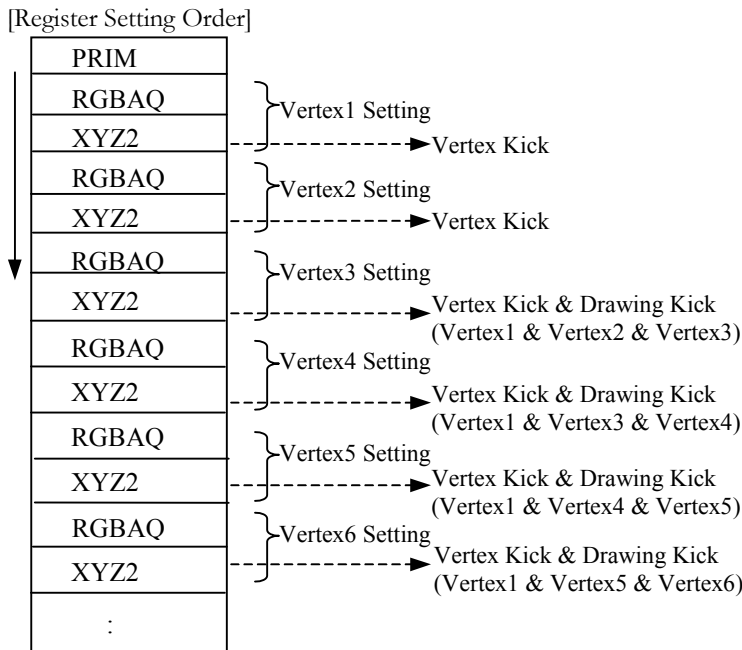 [Register Setting Order]
PRIM
RGBAQ
Vertex1 Setting
XYZ2
Vertex Kick
RGBAQ
Vertex2 Setting
XYZ2
Vertex Kick
RGBAQ
Vertex3 Setting
XYZ2
Vertex Kick & Drawing Kick
(Vertex1 & Vertex2 & Vertex3)
RGBAQ
Vertex4 Setting
XYZ2
Vertex Kick & Drawing Kick
(Vertex1 & Vertex3 & Vertex4)
RGBAQ
Vertex5 Setting
XYZ2
Vertex Kick & Drawing Kick
(Vertex1 & Vertex4 & Vertex5)
RGBAQ
Vertex6 Setting
XYZ2
Vertex Kick & Drawing Kick
(Vertex1 & Vertex5 & Vertex6)
: